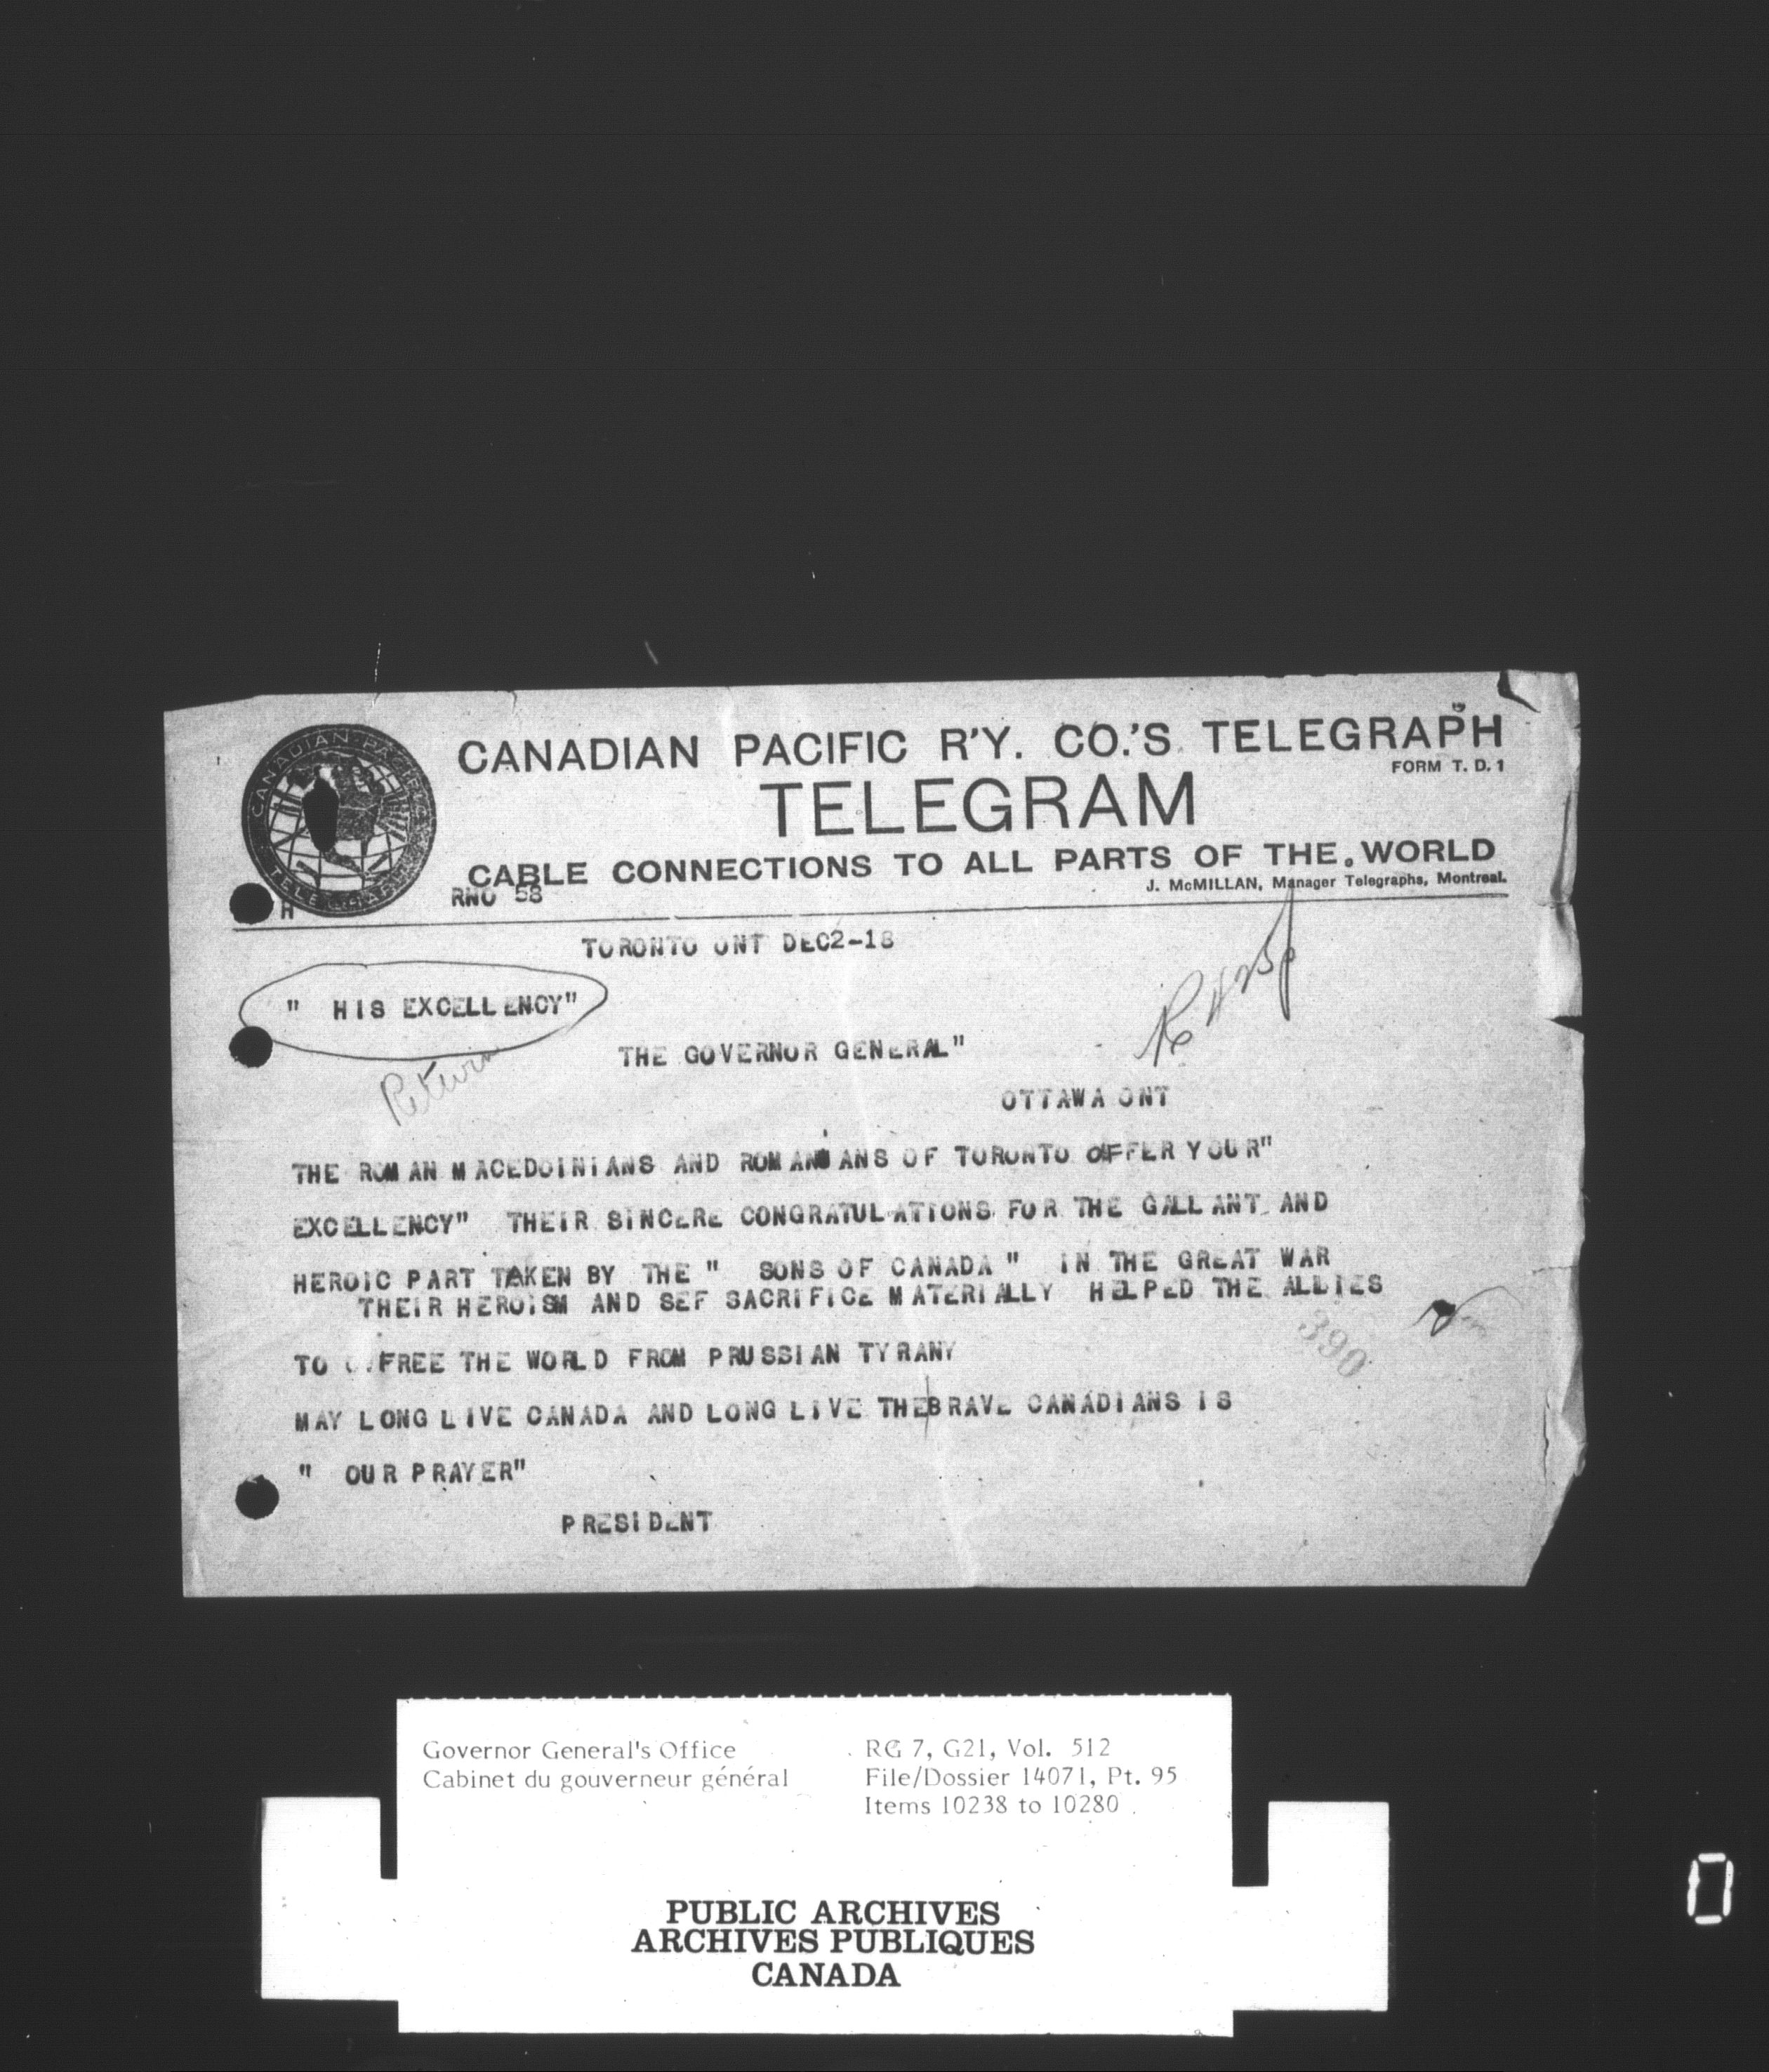 CANADIAN PACIFIC R'Y. CO.'S TELEGRAPH
FORM T. D. 1
TELEGRAM
CABLE CONNECTIONS TO ALL PARTS OF THE WORLD
J. McMILLAN, Manager Telegraphs, Montreal.
CANADIAN PACIFIC
TELEGRAPH
RNO 58
H
TORONTO ONT DEC2-18
" HIS EXCELLENCY"
THE GOVERNOR GENERAL"
Return
OTTAWA ONT
THE ROMAN MACEDOINIANS AND ROMANIANS OF TORONTO OFFER YOUR"
EXCELLENCY" THEIR SINCERE CONGRATULATIONS FOR THE GALLANT AND
HEROIC PART TAKEN BY THE " SONS OF CANADA " IN THE GREAT WAR
THEIR HEROISM AND SEF SACRIFICE MATERIALLY HELPED THE ALLIES
390
TO FREE THE WORLD FROM PRUSSIAN TYRANY
MAY LONG LIVE CANADA AND LONG LIVE THE BRAVE CANADIANS IS
" OUR PRAYER"
PRESIDENT
Governor General's Office
Cabinet du gouverneur général
RG 7, G21, Vol. 512
File/Dossier 14071, Pt. 95
Items 10238 to 10280
PUBLIC ARCHIVES
ARCHIVES PUBLIQUES
CANADA
0